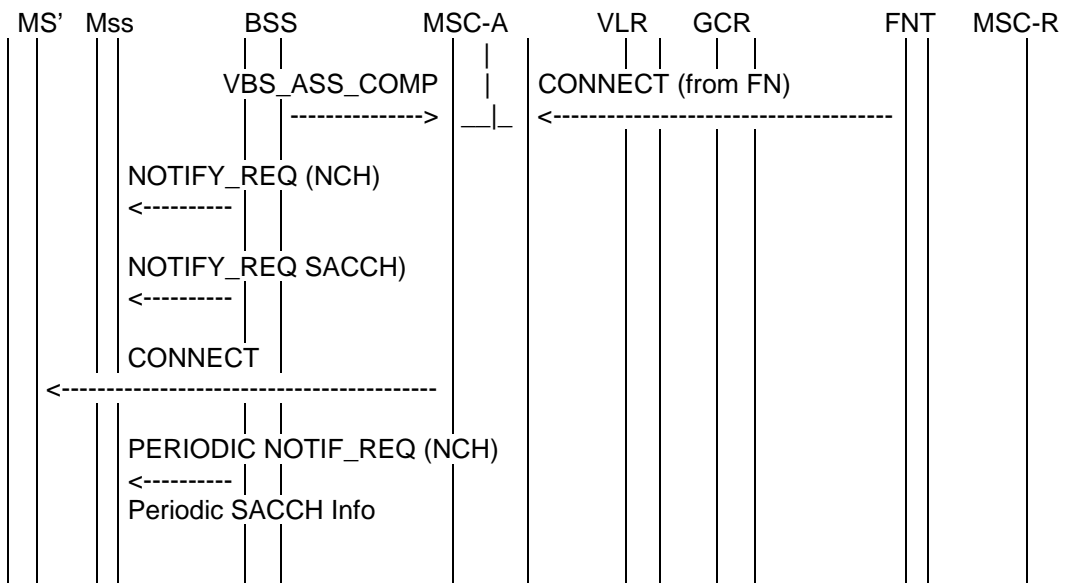 MS' Mss BSS MSC-A VLR GCR FNT MSC-R
VBS_ASS_COMP CONNECT (from FN)
NOTIFY_REQ (NCH)
NOTIFY_REQ SACCH)
CONNECT
PERIODIC NOTIF_REQ (NCH)
Periodic SACCH Info